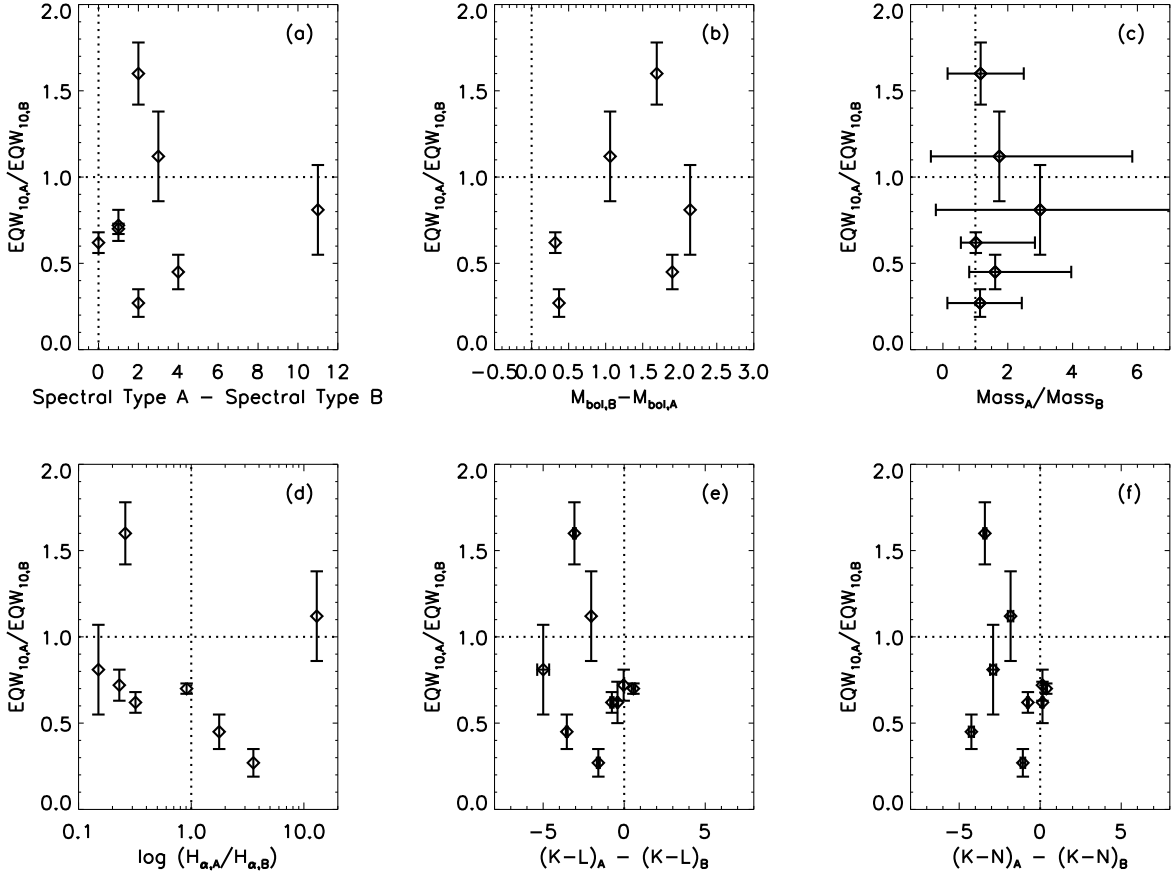 2.0 1.5 1.0 0.5 0.0
EQW10,A/EQW10,B
(a)
0 2 4 6 8 10 12
Spectral Type A − Spectral Type B
2.0 1.5 1.0 0.5 0.0
EQW10,A/EQW10,B
(b)
−0.5 0.0 0.5 1.0 1.5 2.0 2.5 3.0
Mbol,B−Mbol,A
2.0 1.5 1.0 0.5 0.0
EQW10,A/EQW10,B
(c)
0 2 4 6
MassA/MassB
2.0 1.5 1.0 0.5 0.0
EQW10,A/EQW10,B
(d)
0.1 1.0 10.0
log (Hα,A/Hα,B)
2.0 1.5 1.0 0.5 0.0
EQW10,A/EQW10,B
(e)
−5 0 5
(K−L)A − (K−L)B
2.0 1.5 1.0 0.5 0.0
EQW10,A/EQW10,B
(f)
−5 0 5
(K−N)A − (K−N)B